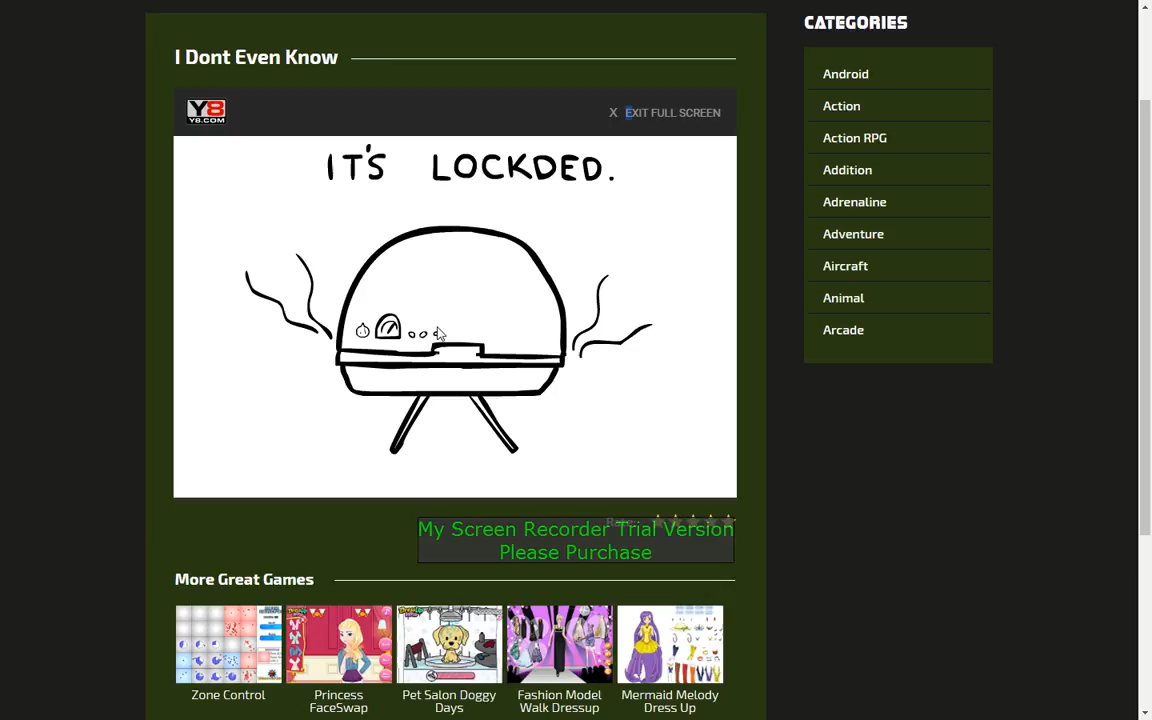 CATEGORIES
I Dont Even Know
Y8
Y8.COM
X EXIT FULL SCREEN
IT'S LOCKDED.
Android
Action
Action RPG
Addition
Adrenaline
Adventure
Aircraft
Animal
Arcade
Rate:
My Screen Recorder Trial Version
Please Purchase
More Great Games
Zone Control
Princess
FaceSwap
Pet Salon Doggy
Days
Fashion Model
Walk Dressup
Mermaid Melody
Dress Up